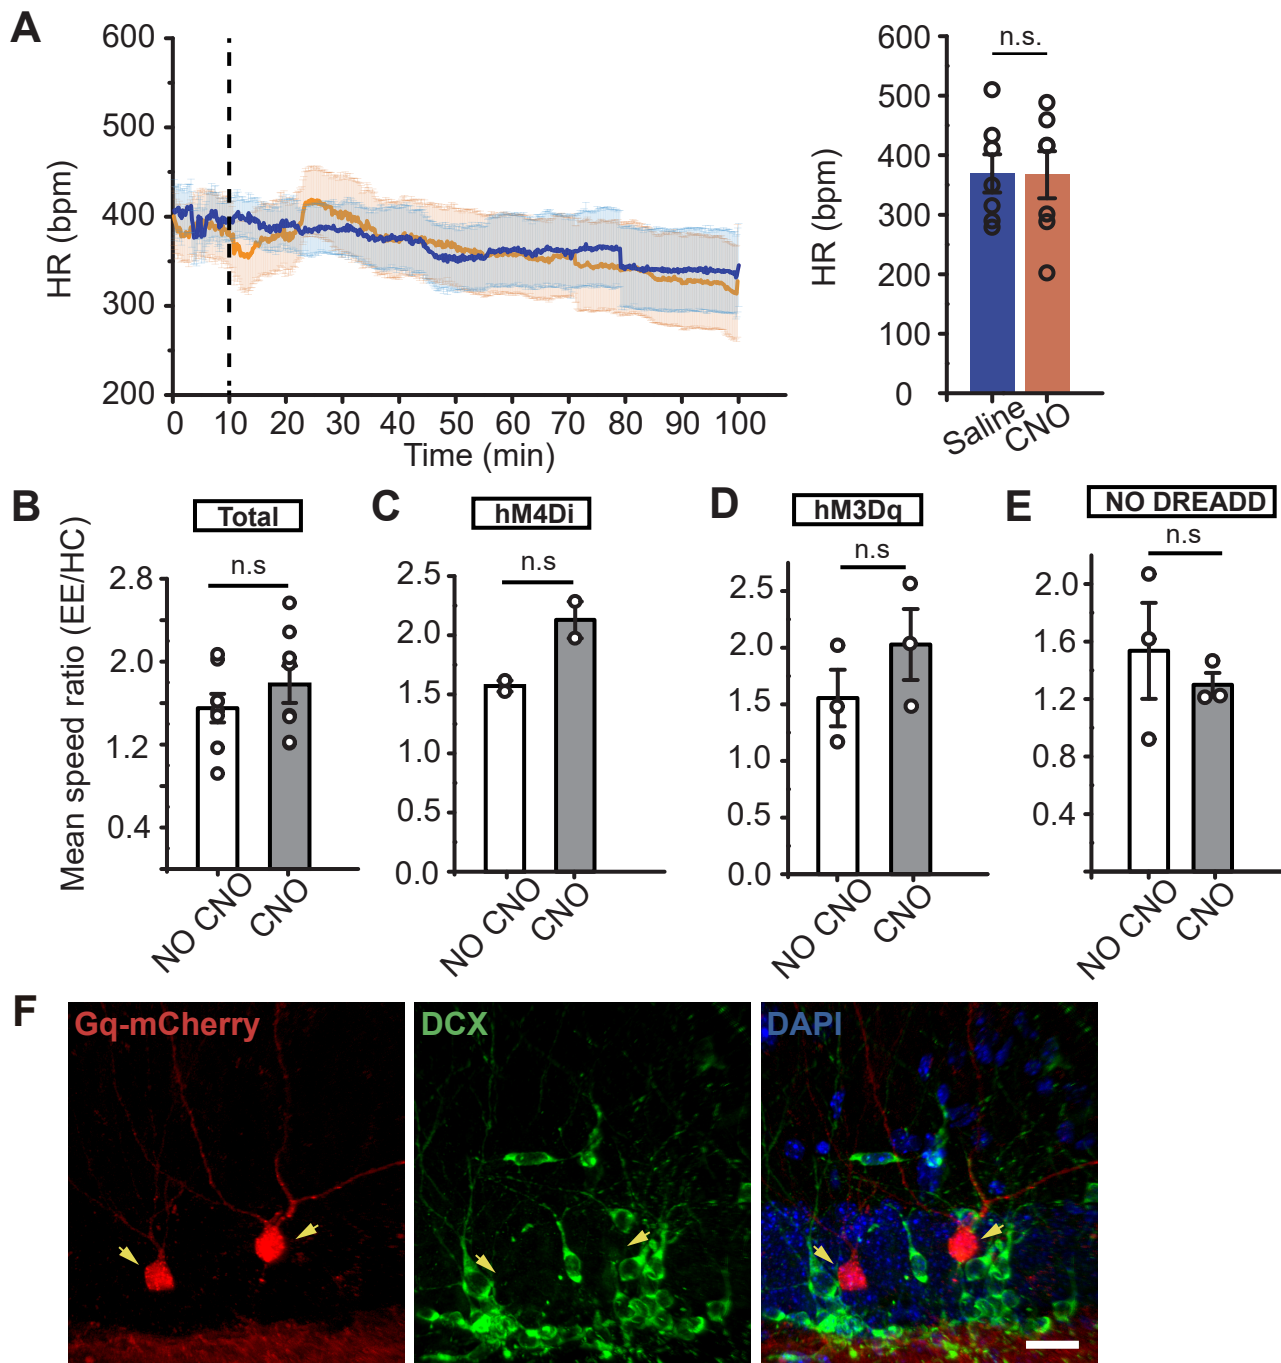 A
600
500
400
300
200
HR (bpm)
0 10 20 30 40 50 60 70 80 90 100
Time (min)
n.s.
600
500
400
300
200
100
0
HR (bpm)
Saline
CNO
B
Total
n.s
2.8
2.0
1.2
0.4
Mean speed ratio (EE/HC)
NO CNO
CNO
C
hM4Di
n.s
2.5
2.0
1.5
1.0
0.5
0.0
NO CNO
CNO
D
hM3Dq
n.s
2.5
2.0
1.5
1.0
0.5
0.0
NO CNO
CNO
E
NO DREADD
n.s
2.0
1.6
1.2
0.8
0.4
NO CNO
CNO
F
Gq-mCherry
DCX
DAPI